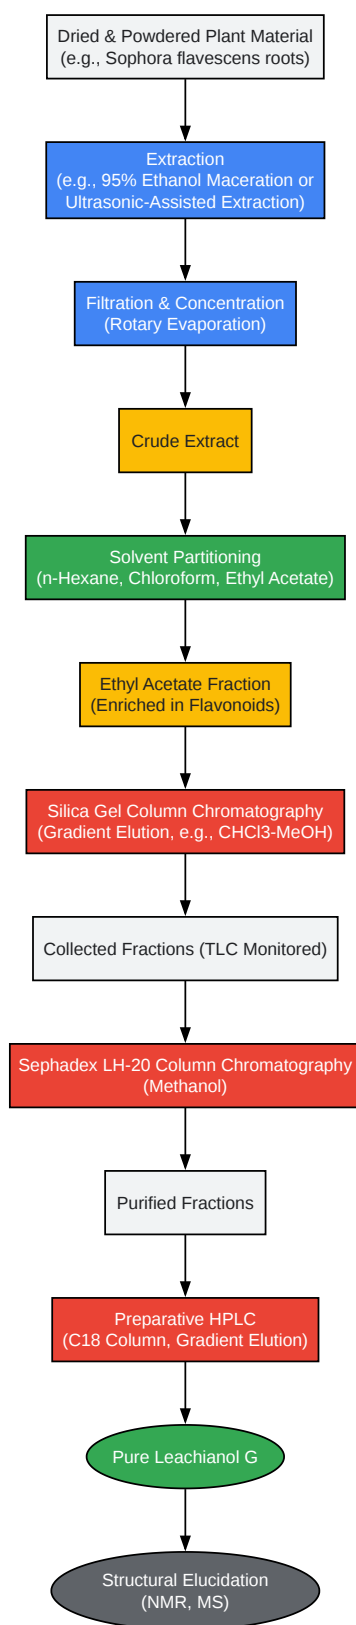 Dried & Powdered Plant Material
(e.g., Sophora flavescens roots)
Extraction
(e.g., 95% Ethanol Maceration or
Ultrasonic-Assisted Extraction)
Filtration & Concentration
(Rotary Evaporation)
Crude Extract
Solvent Partitioning
(n-Hexane, Chloroform, Ethyl Acetate)
Ethyl Acetate Fraction
(Enriched in Flavonoids)
Silica Gel Column Chromatography
(Gradient Elution, e.g., CHCl3-MeOH)
Collected Fractions (TLC Monitored)
Sephadex LH-20 Column Chromatography
(Methanol)
Purified Fractions
Preparative HPLC
(C18 Column, Gradient Elution)
Pure Leachianol G
Structural Elucidation
(NMR, MS)